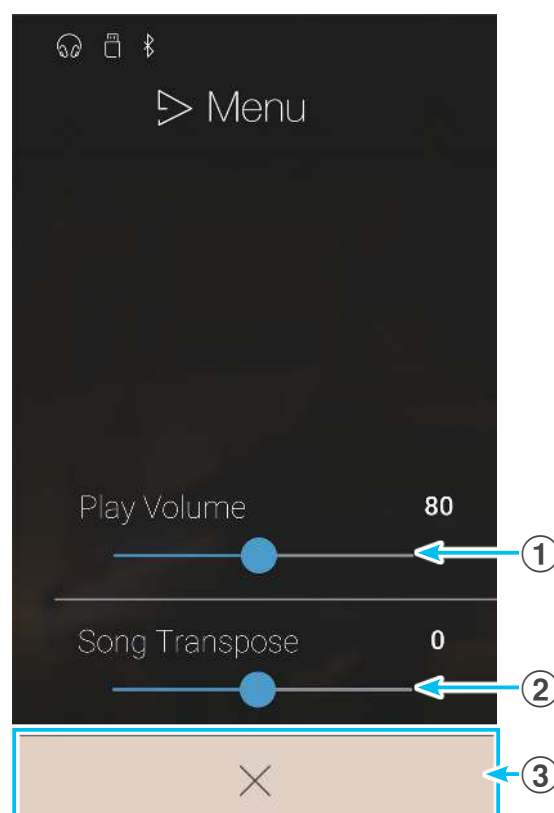 Menu
Play Volume 80
①
Song Transpose 0
②
③